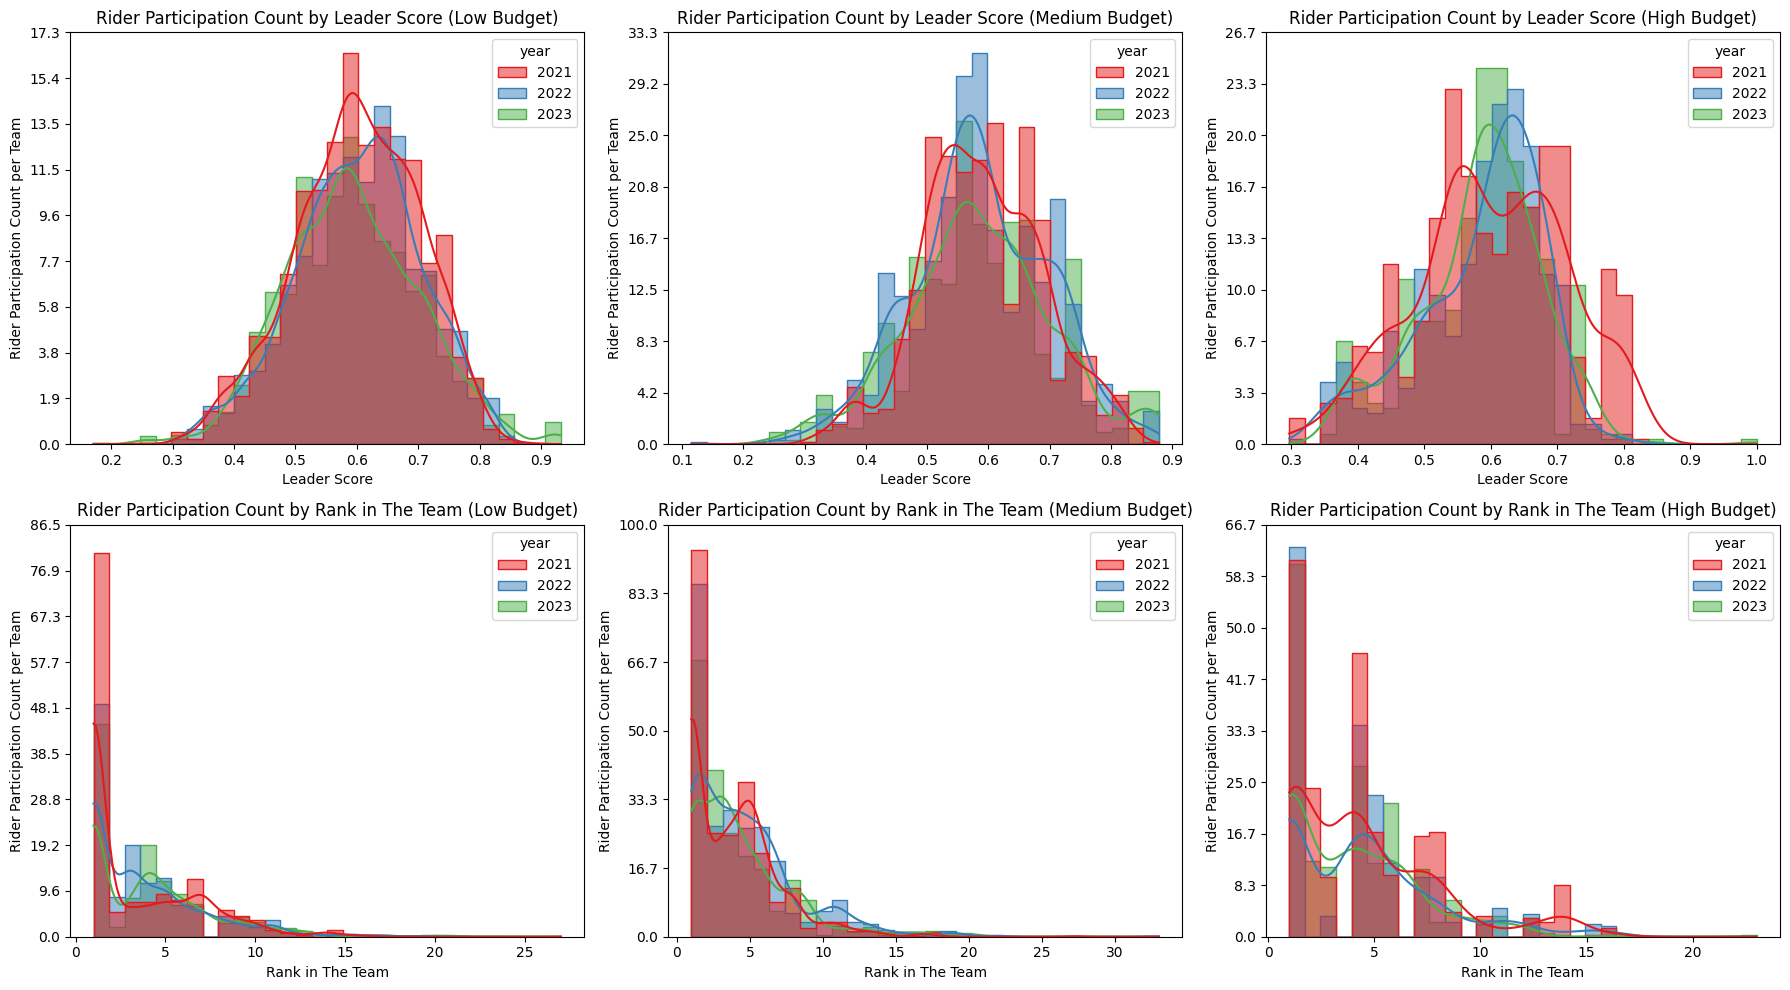 Rider Participation Count by Leader Score (Low Budget)
Rider Participation Count per Team
17.3
15.4
13.5
11.5
9.6
7.7
5.8
3.8
1.9
0.0
year
2021
2022
2023
0.2 0.3 0.4 0.5 0.6 0.7 0.8 0.9
Leader Score
Rider Participation Count by Leader Score (Medium Budget)
Rider Participation Count per Team
33.3
29.2
25.0
20.8
16.7
12.5
8.3
4.2
0.0
year
2021
2022
2023
0.1 0.2 0.3 0.4 0.5 0.6 0.7 0.8 0.9
Leader Score
Rider Participation Count by Leader Score (High Budget)
Rider Participation Count per Team
26.7
23.3
20.0
16.7
13.3
10.0
6.7
3.3
0.0
year
2021
2022
2023
0.3 0.4 0.5 0.6 0.7 0.8 0.9 1.0
Leader Score
Rider Participation Count by Rank in The Team (Low Budget)
Rider Participation Count per Team
86.5
76.9
67.3
57.7
48.1
38.5
28.8
19.2
9.6
0.0
year
2021
2022
2023
0 5 10 15 20 25
Rank in The Team
Rider Participation Count by Rank in The Team (Medium Budget)
Rider Participation Count per Team
100.0
83.3
66.7
50.0
33.3
16.7
0.0
year
2021
2022
2023
0 5 10 15 20 25 30
Rank in The Team
Rider Participation Count by Rank in The Team (High Budget)
Rider Participation Count per Team
66.7
58.3
50.0
41.7
33.3
25.0
16.7
8.3
0.0
year
2021
2022
2023
0 5 10 15 20
Rank in The Team